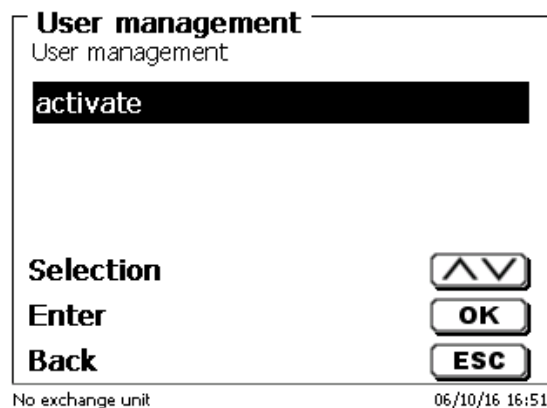 User management
User management
activate
Selection
Enter OK
Back ESC
No exchange unit 06/10/16 16:51